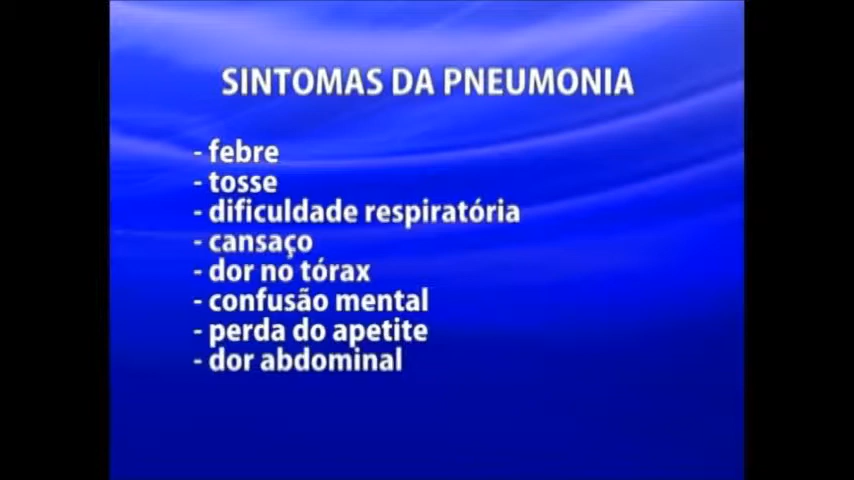 SINTOMAS DA PNEUMONIA
- febre
- tosse
- dificuldade respiratória
- cansaço
- dor no tórax
- confusão mental
- perda do apetite
- dor abdominal